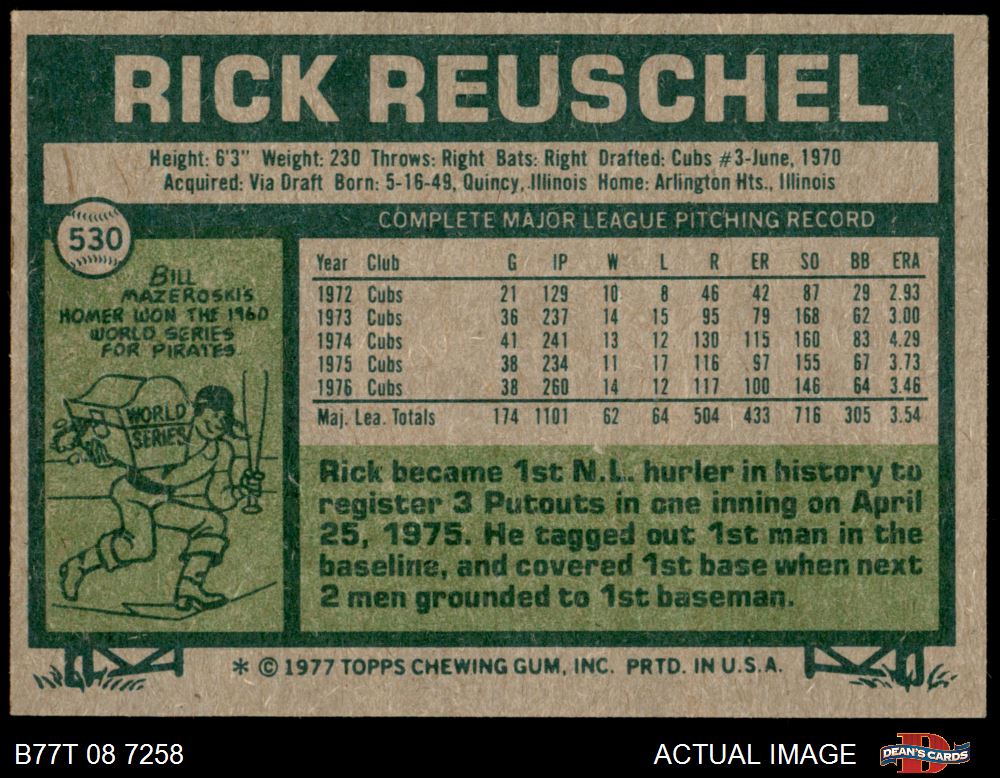 RICK REUSCHEL
Height: 6'3" Weight: 230 Throws: Right Bats: Right Drafted: Cubs #3-June, 1970
Acquired: Via Draft Born: 5-16-49, Quincy, Illinois Home: Arlington Hts., Illinois
530
COMPLETE MAJOR LEAGUE PITCHING RECORD
BILL
MAZEROSKI'S
HOMER WON THE 1960
WORLD SERIES
FOR PIRATES
WORLD
SERIES
Year Club G IP W L R ER SO BB ERA
1972 Cubs 21 129 10 8 46 42 87 29 2.93
1973 Cubs 36 237 14 15 95 79 168 62 3.00
1974 Cubs 41 241 13 12 130 115 160 83 4.29
1975 Cubs 38 234 11 17 116 97 155 67 3.73
1976 Cubs 38 260 14 12 117 100 146 64 3.46
Maj. Lea. Totals 174 1101 62 64 504 433 716 305 3.54
Rick became 1st N.L. hurler in history to
register 3 Putouts in one inning on April
25, 1975. He tagged out 1st man in the
baseline, and covered 1st base when next
2 men grounded to 1st baseman.
* © 1977 TOPPS CHEWING GUM, INC. PRTD. IN U.S.A.
B77T 08 7258
ACTUAL IMAGE
DEAN'S CARDS